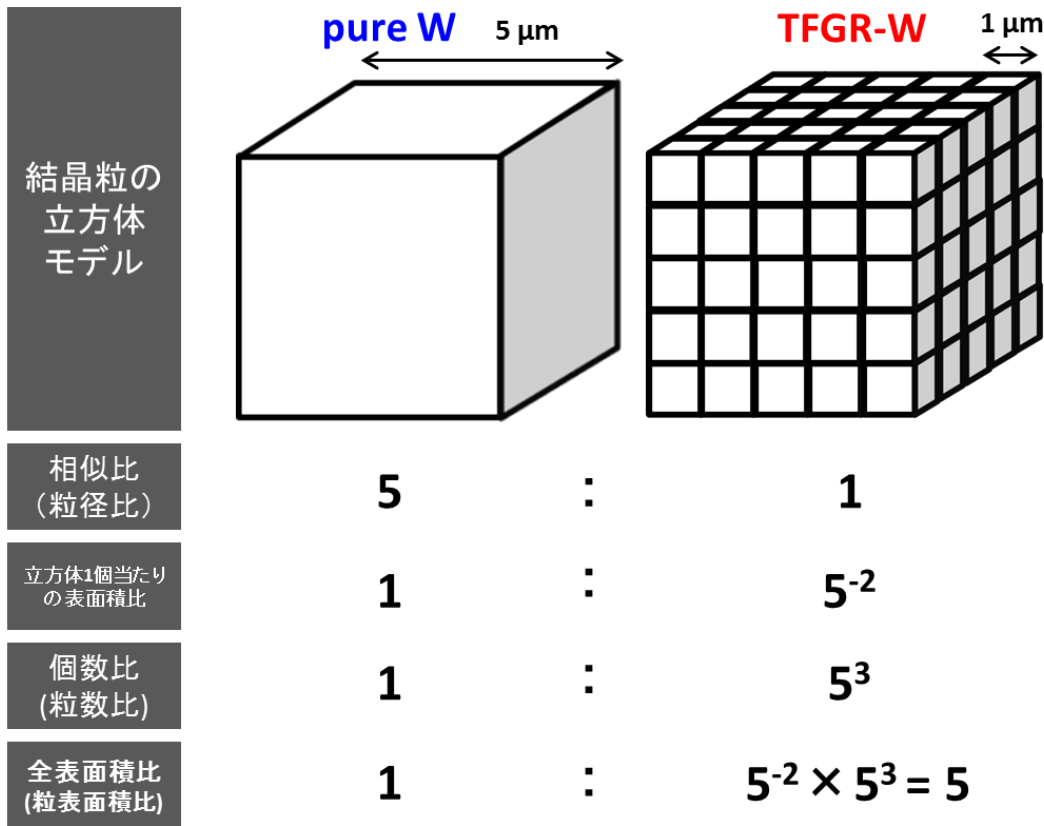 pure W
5 μm
TFGR-W
1 μm
結晶粒の
立方体
モデル
相似比
（粒径比）
5 : 1
立方体1個当たり
の表面積比
1 : 5⁻²
個数比
(粒数比)
1 : 5³
全表面積比
(粒表面積比)
1 : 5⁻² × 5³ = 5